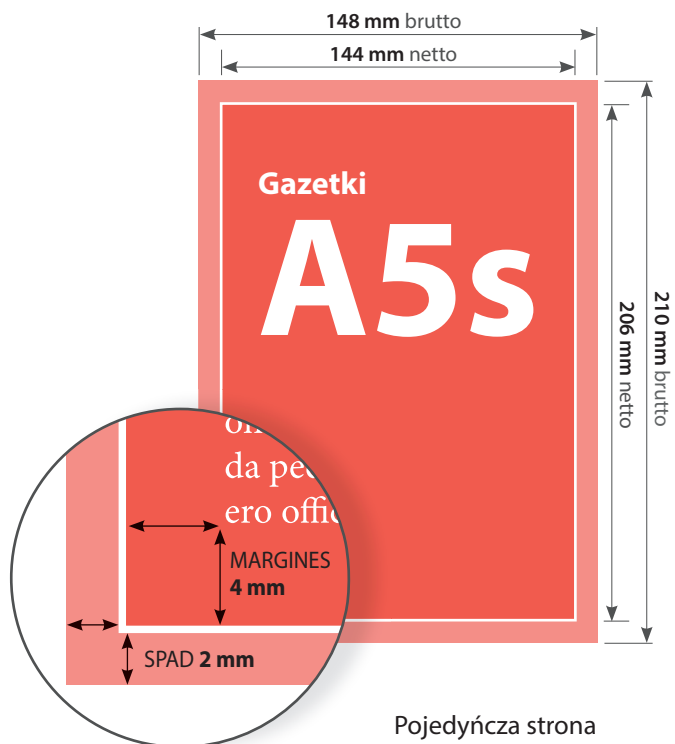 148 mm brutto
144 mm netto
Gazetki
A5s
206 mm netto
210 mm brutto
da pe
ero offic
MARGINES
4 mm
SPAD 2 mm
Pojedyńcza strona